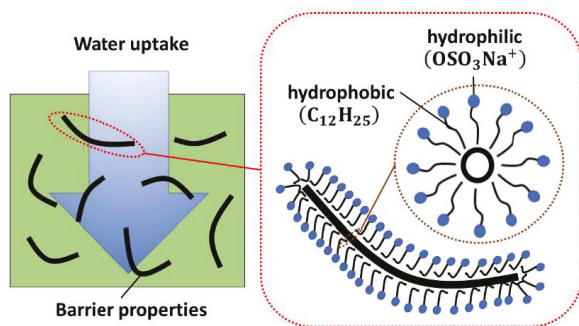 Water uptake
Barrier properties
hydrophilic
(OSO₃Na⁺)
hydrophobic
(C₁₂H₂₅)